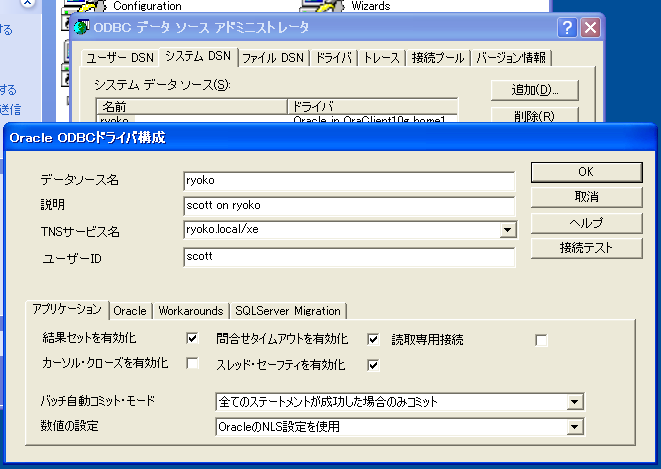 Configuration
Wizards
する
ODBC データ ソース アドミニストレータ
ユーザー DSN
システム DSN
ファイル DSN
ドライバ
トレース
接続プール
バージョン情報
システム データ ソース(S):
追加(D)...
する
送信
名前
ドライバ
削除(R)
ryoko
Oracle in OraClient10g_home1
Oracle ODBCドライバ構成
データソース名
ryoko
OK
説明
scott on ryoko
取消
TNSサービス名
ryoko.local/xe
ヘルプ
ユーザーID
scott
接続テスト
アプリケーション
Oracle
Workarounds
SQLServer Migration
結果セットを有効化
問合せタイムアウトを有効化
読取専用接続
カーソル・クローズを有効化
スレッド・セーフティを有効化
バッチ自動コミット・モード
全てのステートメントが成功した場合のみコミット
数値の設定
OracleのNLS設定を使用